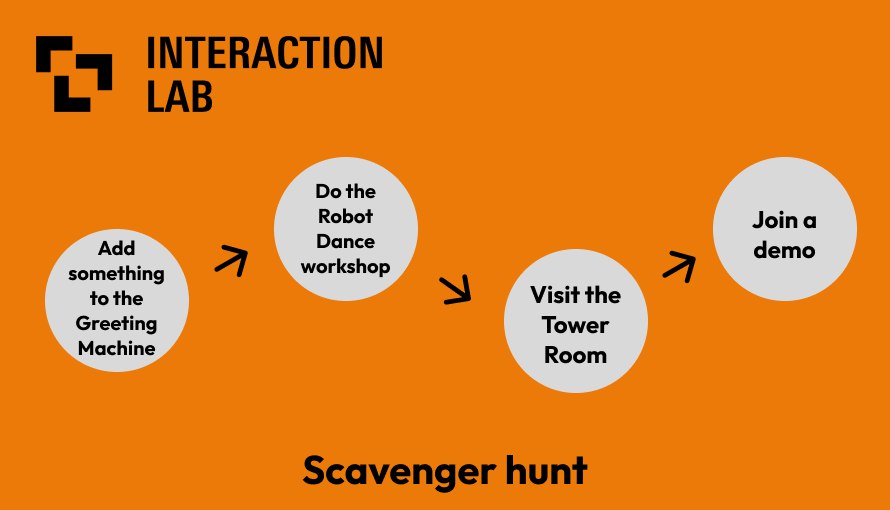 INTERACTION
LAB
Add
something
to the
Greeting
Machine
Do the
Robot
Dance
workshop
Visit the
Tower
Room
Join a
demo
Scavenger hunt